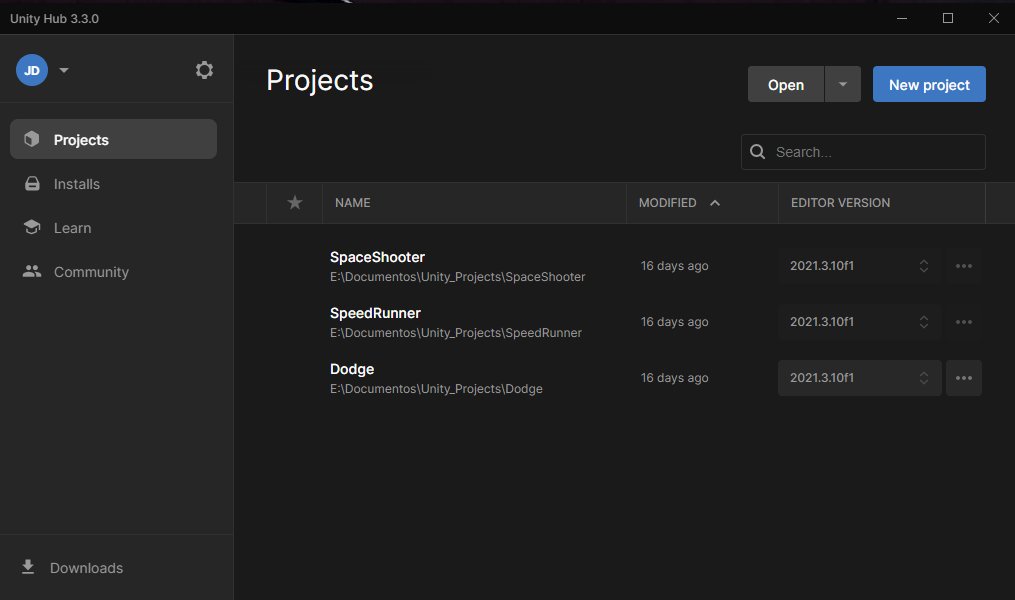 Unity Hub 3.3.0
JD
Projects
Installs
Learn
Community
Downloads
Projects
Open
New project
Search...
NAME MODIFIED EDITOR VERSION
SpaceShooter
E:\Documentos\Unity_Projects\SpaceShooter
16 days ago
2021.3.10f1
SpeedRunner
E:\Documentos\Unity_Projects\SpeedRunner
16 days ago
2021.3.10f1
Dodge
E:\Documentos\Unity_Projects\Dodge
16 days ago
2021.3.10f1